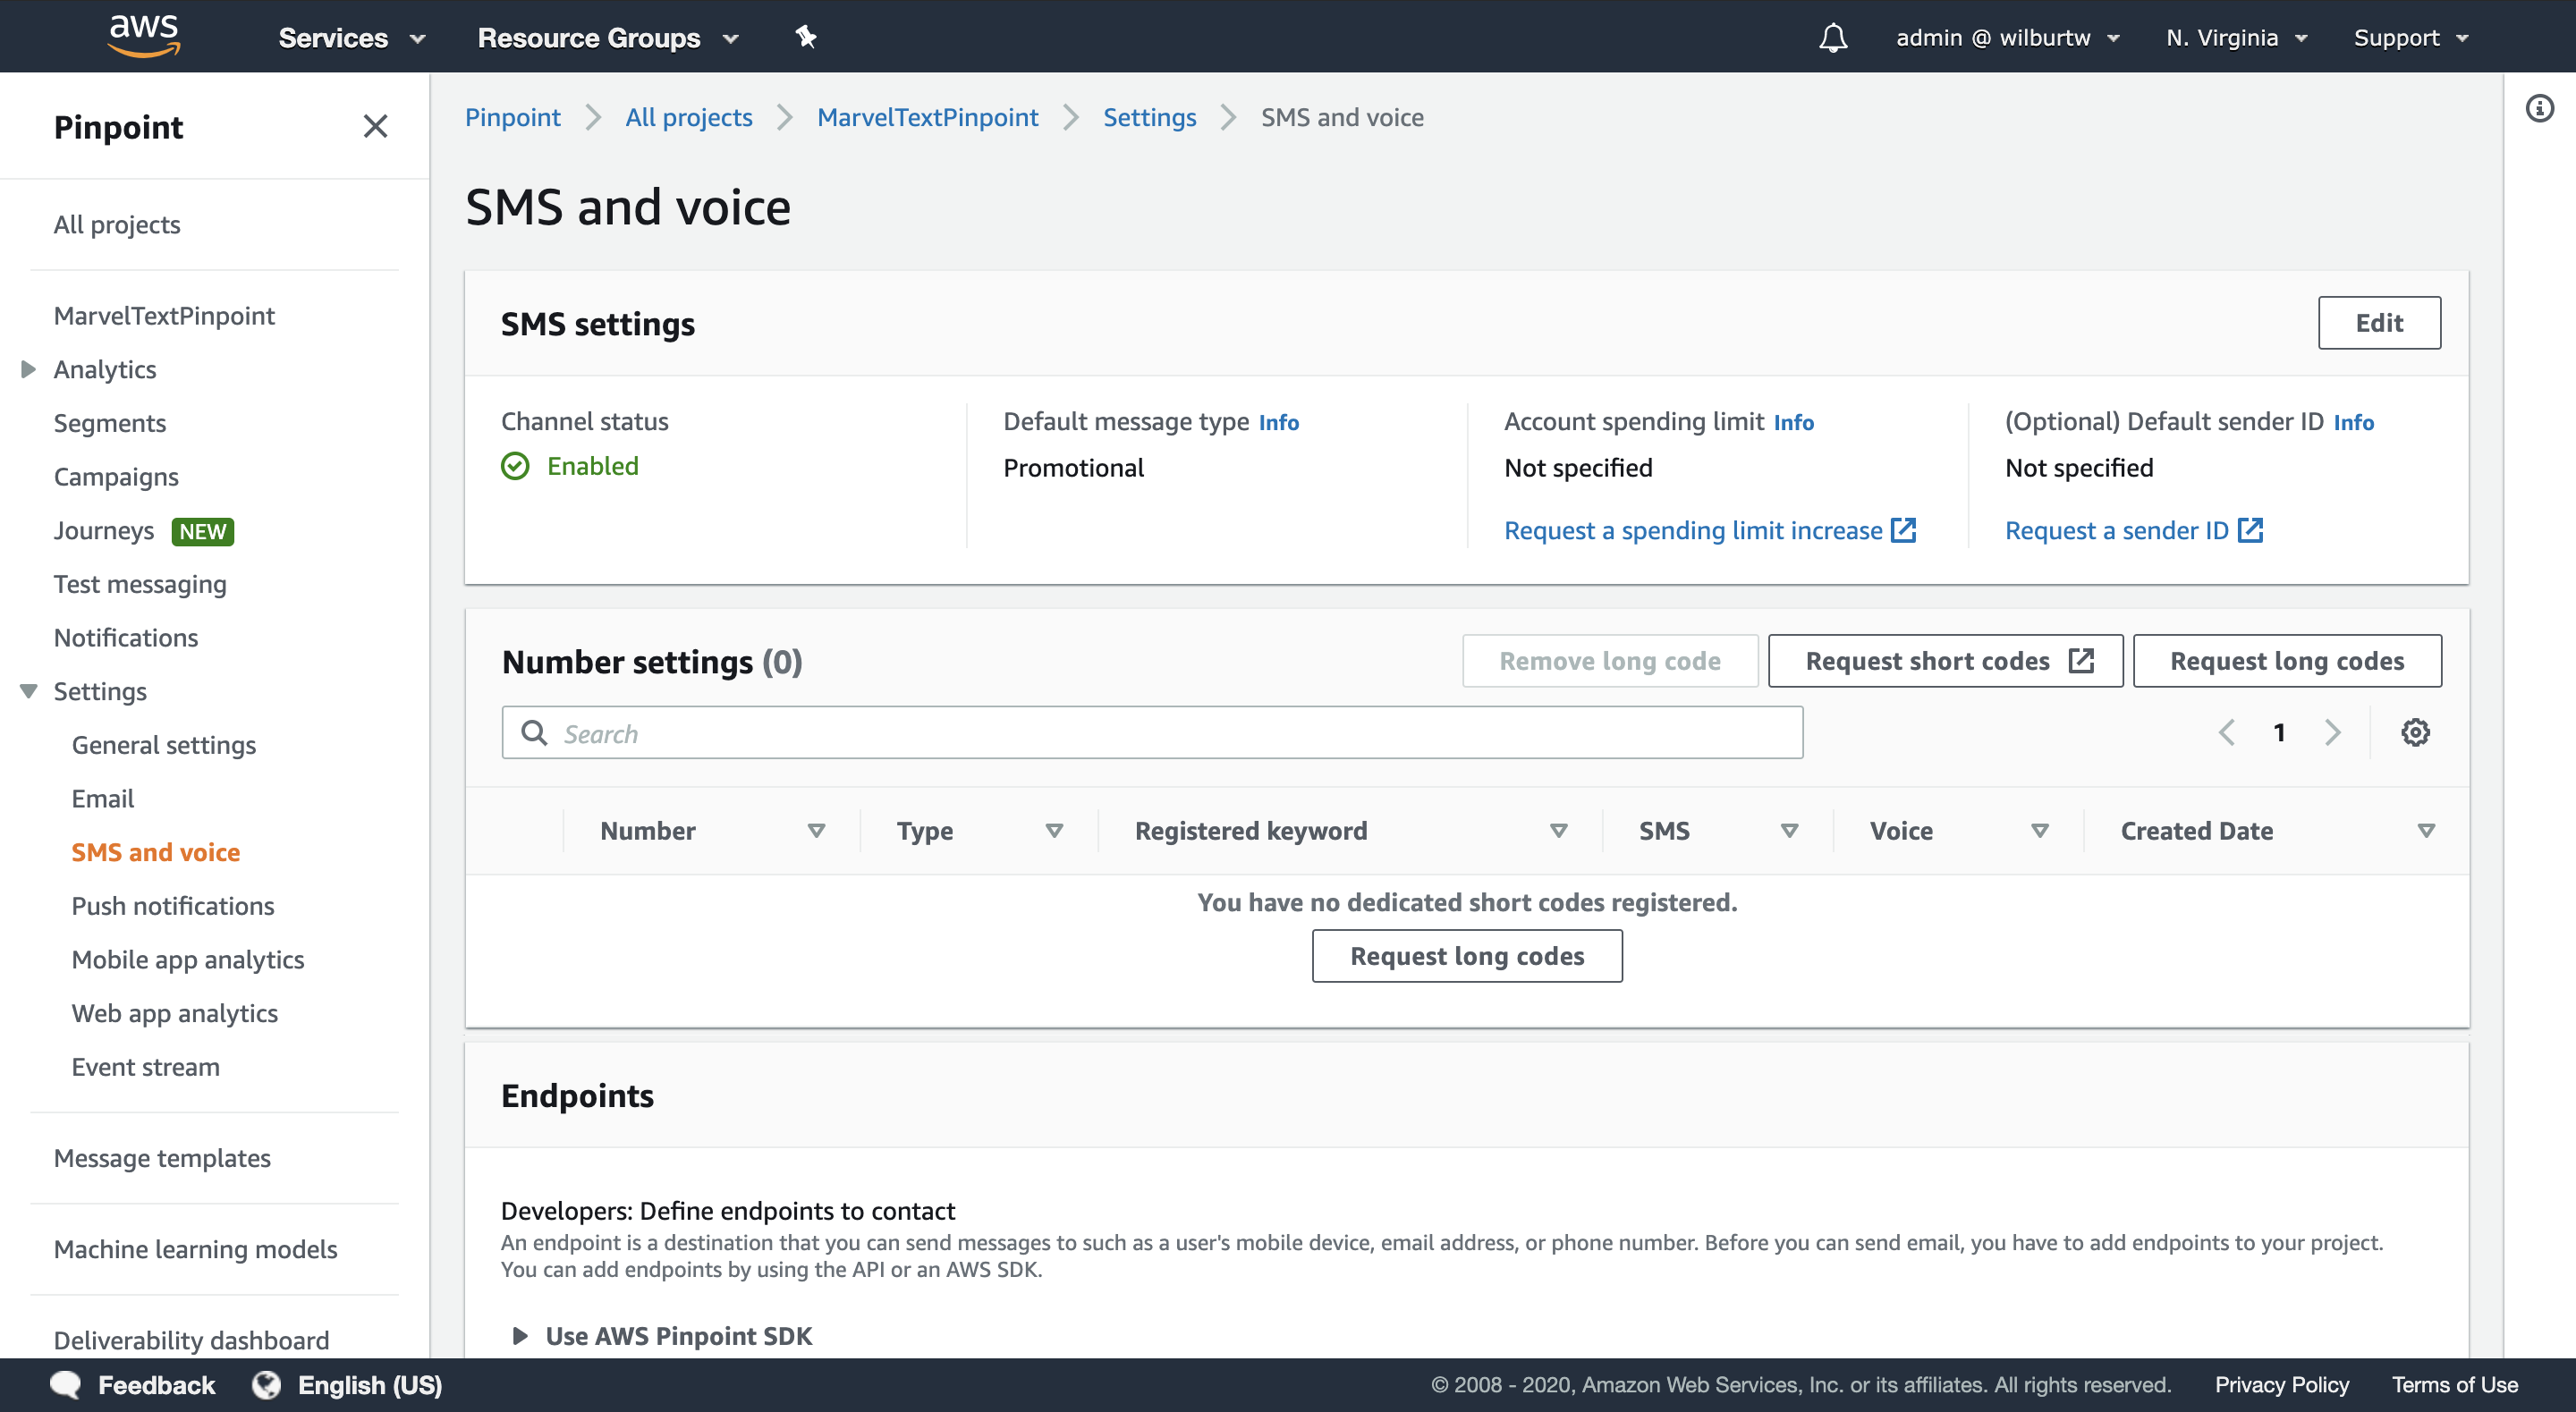 aws Services Resource Groups admin @ wilburtw N. Virginia Support
Pinpoint
All projects
MarvelTextPinpoint
Analytics
Segments
Campaigns
Journeys NEW
Test messaging
Notifications
Settings
General settings
Email
SMS and voice
Push notifications
Mobile app analytics
Web app analytics
Event stream
Message templates
Machine learning models
Deliverability dashboard
Pinpoint All projects MarvelTextPinpoint Settings SMS and voice
SMS and voice
SMS settings Edit
Channel status
Enabled
Default message type Info
Promotional
Account spending limit Info
Not specified
Request a spending limit increase
(Optional) Default sender ID Info
Not specified
Request a sender ID
Number settings (0) Remove long code Request short codes Request long codes
Search 1
Number Type Registered keyword SMS Voice Created Date
You have no dedicated short codes registered.
Request long codes
Endpoints
Developers: Define endpoints to contact
An endpoint is a destination that you can send messages to such as a user's mobile device, email address, or phone number. Before you can send email, you have to add endpoints to your project.
You can add endpoints by using the API or an AWS SDK.
Use AWS Pinpoint SDK
Feedback English (US) © 2008 - 2020, Amazon Web Services, Inc. or its affiliates. All rights reserved. Privacy Policy Terms of Use